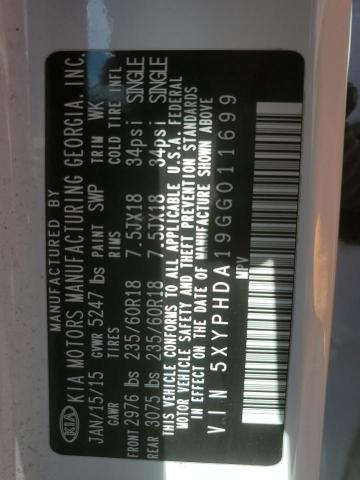 MANUFACTURED BY
KIA KIA MOTORS MANUFACTURING GEORGIA, INC.
JAN/15/15 GVWR 5247 lbs PAINT SWP TRIM WK
GAWR TIRES RIMS COLD TIRE INFL
FRONT 2976 lbs 235/60R18 7.5JX18 34psi SINGLE
REAR 3075 lbs 235/60R18 7.5JX18 34psi SINGLE
THIS VEHICLE CONFORMS TO ALL APPLICABLE U.S.A. FEDERAL
MOTOR VEHICLE SAFETY AND THEFT PREVENTION STANDARDS
IN EFFECT ON THE DATE OF MANUFACTURE SHOWN ABOVE
VIN 5XYPHDA19GG011699
MPV